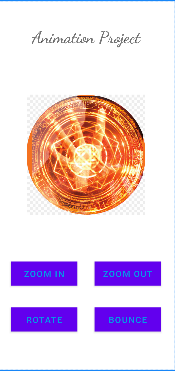 Animation Project
ZOOM IN ZOOM OUT
ROTATE BOUNCE